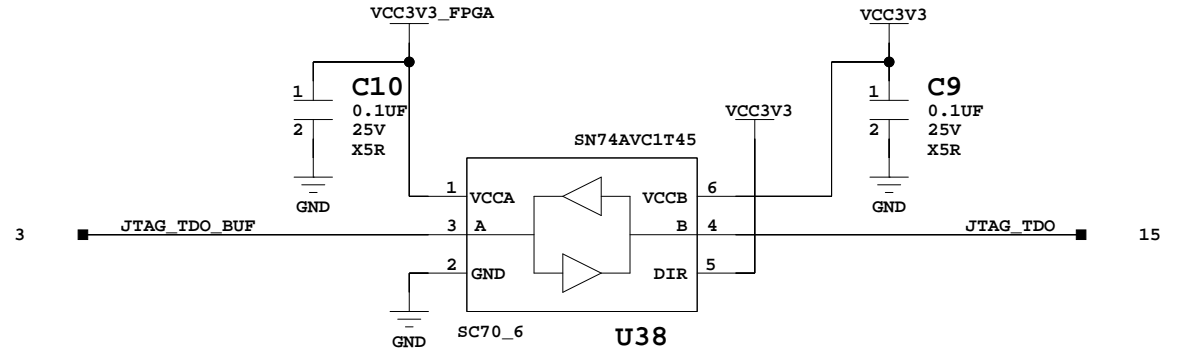 VCC3V3_FPGA
VCC3V3
1
C10
0.1UF
2
25V
X5R
GND
VCC3V3
1
C9
0.1UF
2
25V
X5R
GND
SN74AVC1T45
1
VCCA
VCCB
6
3
JTAG_TDO_BUF
3
A
B
4
JTAG_TDO
15
2
GND
DIR
5
GND
SC70_6
U38